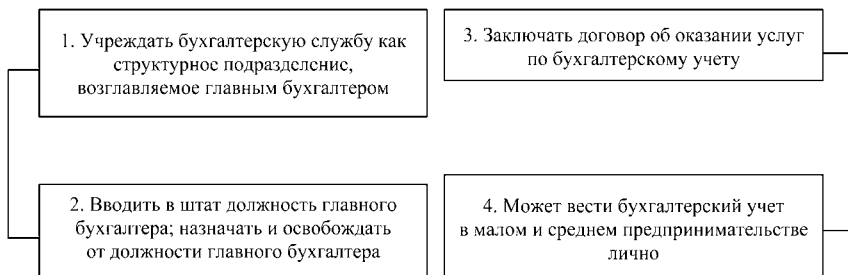 1. Учреждать бухгалтерскую службу как
структурное подразделение,
возглавляемое главным бухгалтером
2. Вводить в штат должность главного
бухгалтера; назначать и освобождать
от должности главного бухгалтера
3. Заключать договор об оказании услуг
по бухгалтерскому учету
4. Может вести бухгалтерский учет
в малом и среднем предпринимательстве
лично